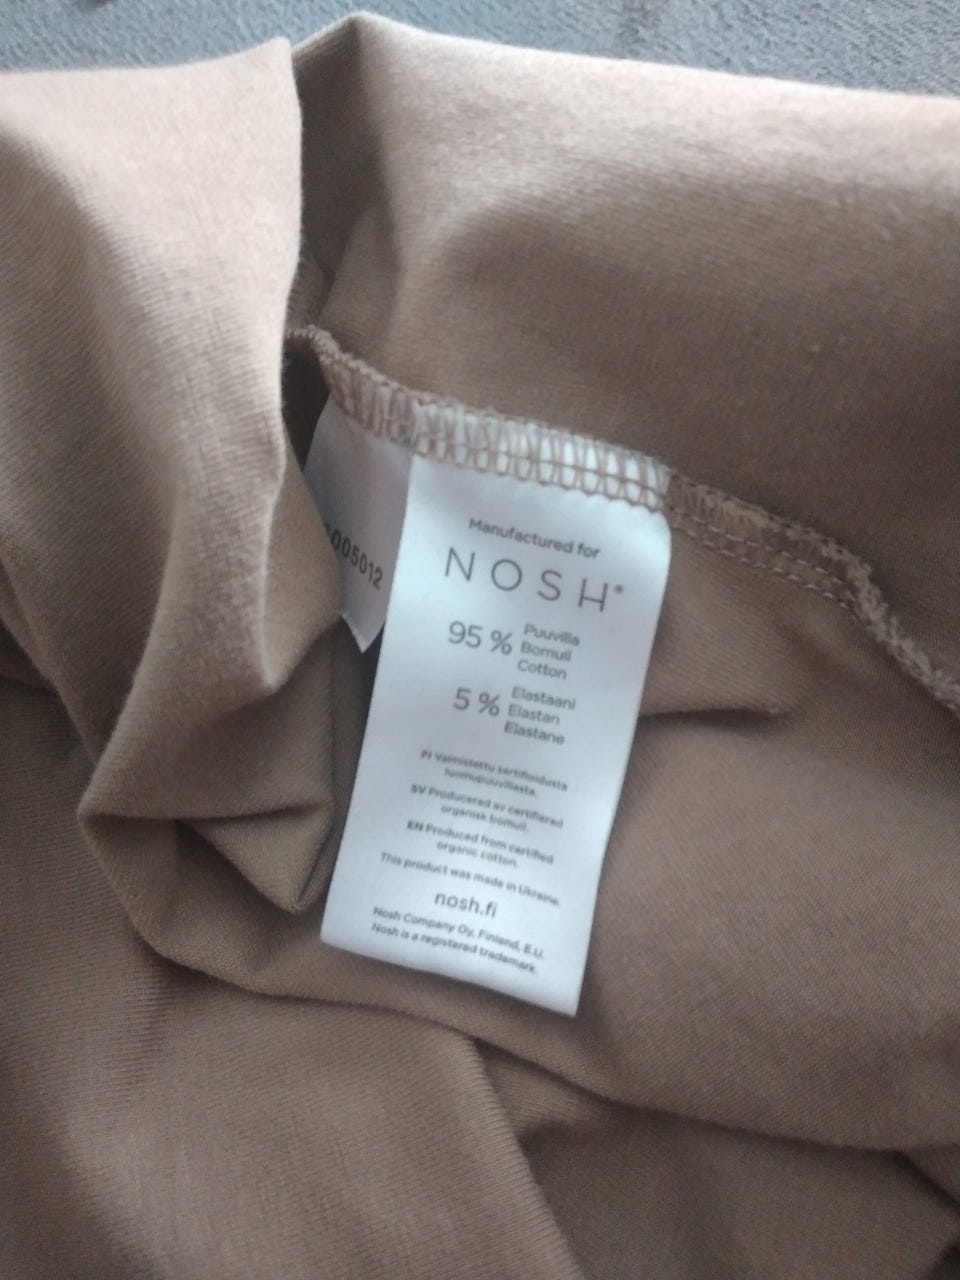 005012
Manufactured for
NOSH®
95 % Puuvilla
Bomull
Cotton
5 % Elastaani
Elastan
Elastane
FI Valmistettu sertifioidusta
luomupuuvillasta.
SV Producerad av certifierad
organisk bomull.
EN Produced from certified
organic cotton.
This product was made in Ukraine.
nosh.fi
Nosh Company Oy, Finland, E.U.
Nosh is a registered trademark.